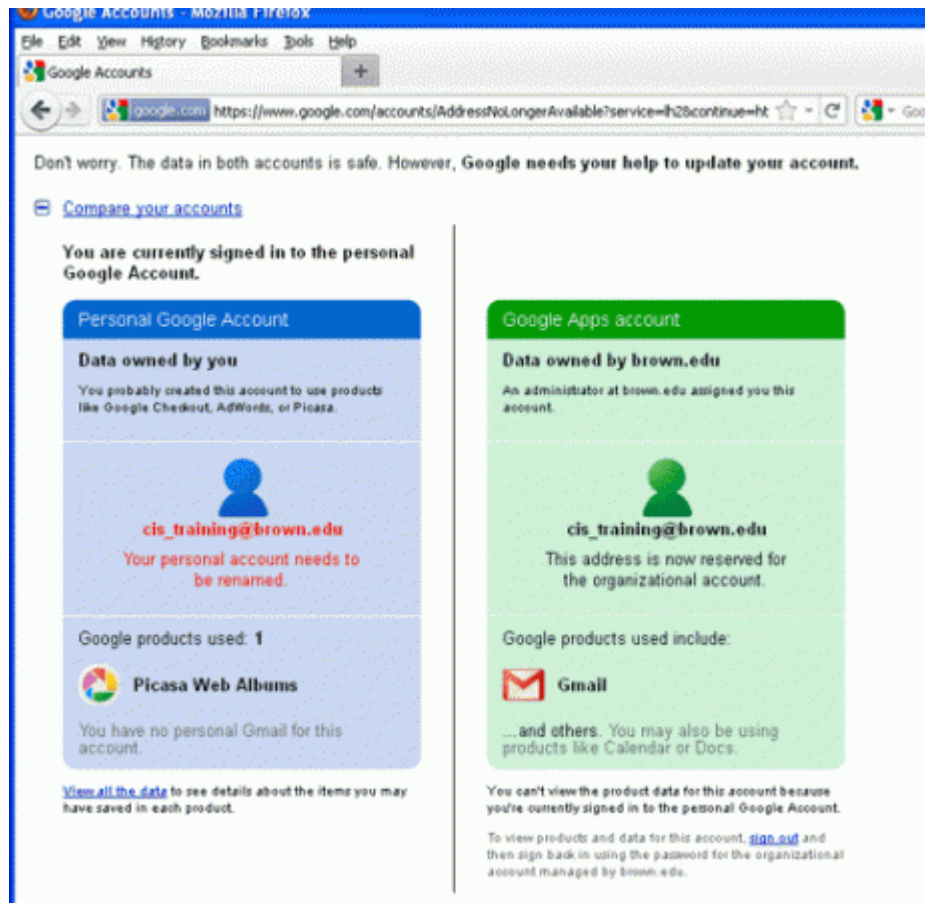 Google Accounts - Mozilla Firefox
File Edit View History Bookmarks Tools Help
Google Accounts
google.com https://www.google.com/accounts/AddressNoLongerAvailable?service=lh2&continue=ht
Goo
Don't worry. The data in both accounts is safe. However, Google needs your help to update your account.
Compare your accounts
You are currently signed in to the personal
Google Account.
Personal Google Account
Data owned by you
You probably created this account to use products
like Google Checkout, AdWords, or Picasa.
cis_training@brown.edu
Your personal account needs to
be renamed.
Google products used: 1
Picasa Web Albums
You have no personal Gmail for this
account.
View all the data to see details about the items you may
have saved in each product.
Google Apps account
Data owned by brown.edu
An administrator at brown.edu assigned you this
account.
cis_training@brown.edu
This address is now reserved for
the organizational account.
Google products used include:
Gmail
...and others. You may also be using
products like Calendar or Docs.
You can't view the product data for this account because
you're currently signed in to the personal Google Account.
To view products and data for this account, sign out and
then sign back in using the password for the organizational
account managed by brown.edu.